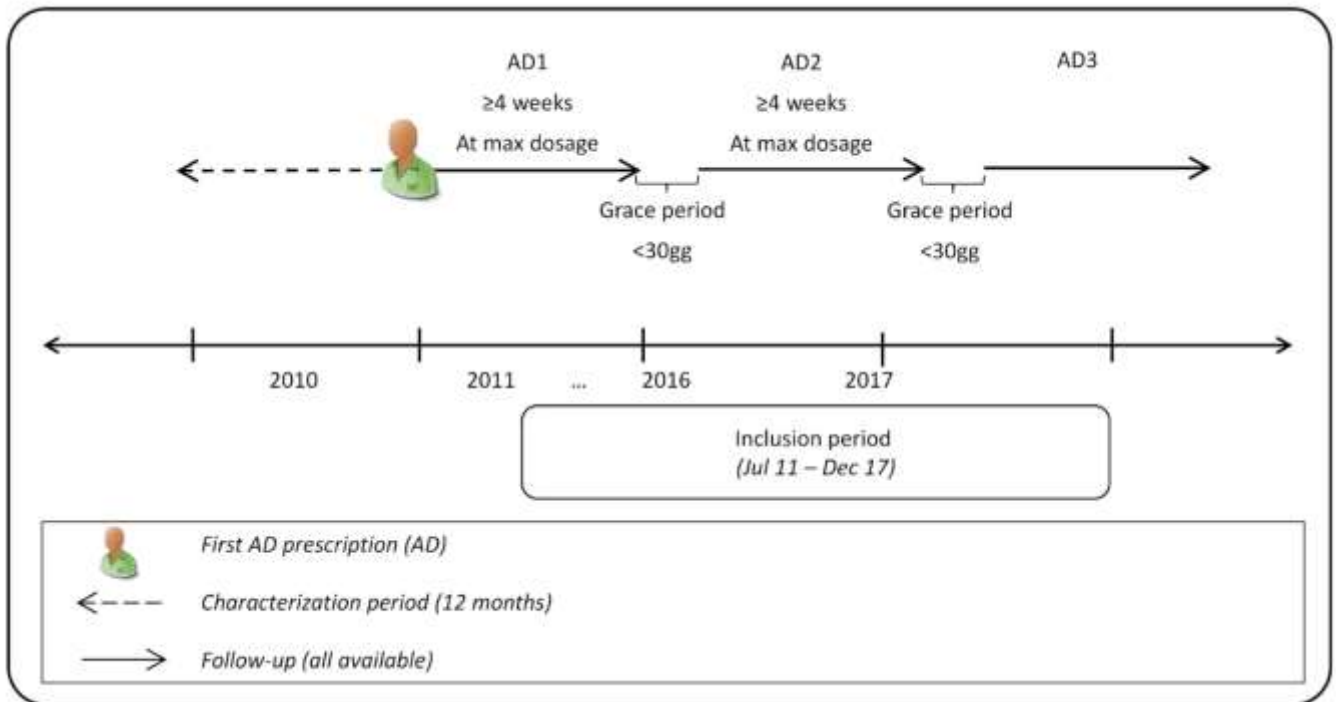 AD1
≥4 weeks
At max dosage
AD2
≥4 weeks
At max dosage
AD3
Grace period
<30gg
Grace period
<30gg
2010 2011 ... 2016 2017
Inclusion period
(Jul 11 – Dec 17)
First AD prescription (AD)
Characterization period (12 months)
Follow-up (all available)